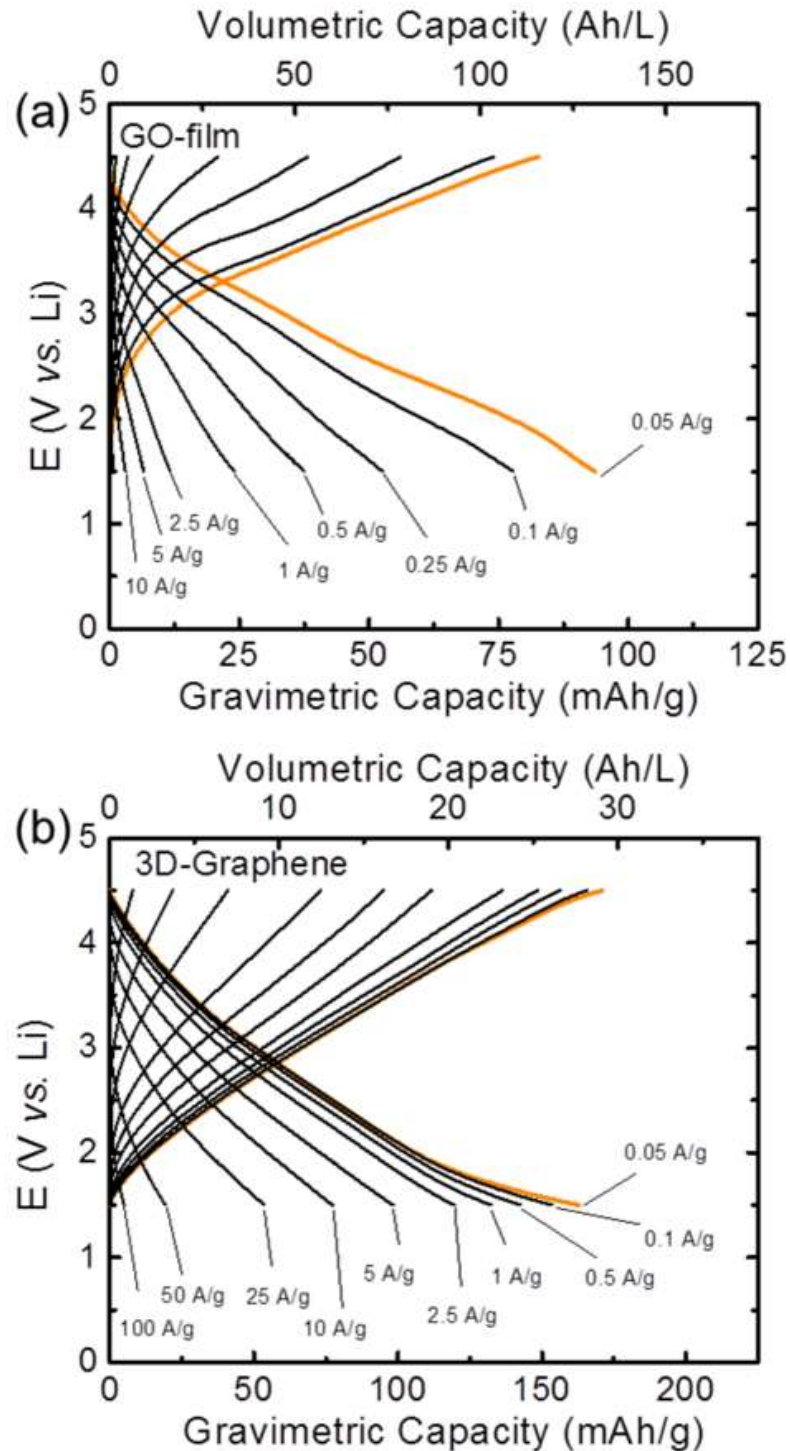 Volumetric Capacity (Ah/L)
0 50 100 150
(a)
5
GO-film
4
3
2
1
0
E (V vs. Li)
0.05 A/g
0.1 A/g
0.25 A/g
0.5 A/g
1 A/g
2.5 A/g
5 A/g
10 A/g
0 25 50 75 100 125
Gravimetric Capacity (mAh/g)
Volumetric Capacity (Ah/L)
0 10 20 30
(b)
5
3D-Graphene
4
3
2
1
0
E (V vs. Li)
0.05 A/g
0.1 A/g
0.5 A/g
1 A/g
2.5 A/g
5 A/g
10 A/g
25 A/g
50 A/g
100 A/g
0 50 100 150 200
Gravimetric Capacity (mAh/g)